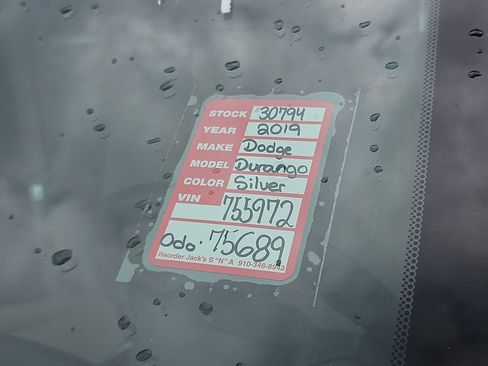 STOCK 30794
YEAR 2019
MAKE Dodge
MODEL Durango
COLOR Silver
VIN 755972
Odo. 75689
Reorder Jack's S "N" A 910-346-8943